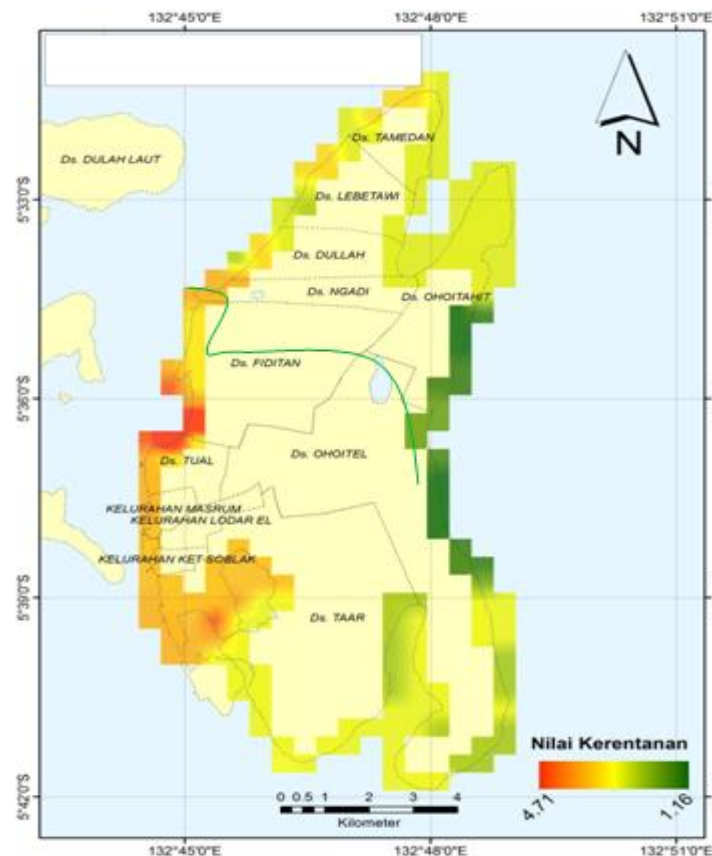 132°45'0"E 132°48'0"E 132°51'0"E
N
Ds. TAMEDAN
Ds. DULAH LAUT
Ds. LEBETAWI
5°33'0"S
Ds. DULLAH
Ds. NGADI
Ds. OHOITAHIT
Ds. FIDITAN
5°36'0"S
Ds. OHOITEL
Ds. TUAL
KELURAHAN MASRUM
KELURAHAN LODAR EL
KELURAHAN KET-SOBLAK
5°39'0"S
Ds. TAAR
Nilai Kerentanan
4.71 1.16
5°42'0"S
0 0.5 1 2 3 4
Kilometer
132°45'0"E 132°48'0"E 132°51'0"E